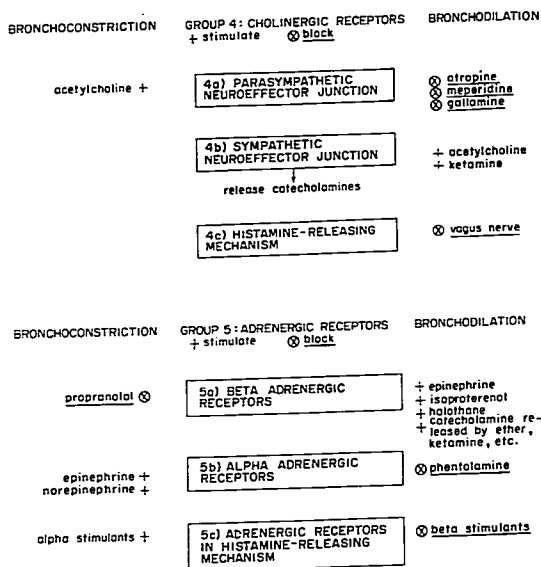 BRONCHOCONSTRICTION
GROUP 4: CHOLINERGIC RECEPTORS
+ stimulate ⊗ block
BRONCHODILATION
acetylcholine +
4a) PARASYMPATHETIC
NEUROEFFECTOR JUNCTION
⊗ atropine
⊗ meperidine
⊗ gallamine
4b) SYMPATHETIC
NEUROEFFECTOR JUNCTION
release catecholamines
+ acetylcholine
+ ketamine
4c) HISTAMINE-RELEASING
MECHANISM
⊗ vagus nerve
BRONCHOCONSTRICTION
GROUP 5: ADRENERGIC RECEPTORS
+ stimulate ⊗ block
BRONCHODILATION
propranolol ⊗
5a) BETA ADRENERGIC
RECEPTORS
+ epinephrine
+ isoproterenol
+ halothane
+ catecholamine re-
leased by ether,
ketamine, etc.
epinephrine +
norepinephrine +
5b) ALPHA ADRENERGIC
RECEPTORS
⊗ phentolamine
alpha stimulants +
5c) ADRENERGIC RECEPTORS
IN HISTAMINE-RELEASING
MECHANISM
⊗ beta stimulants